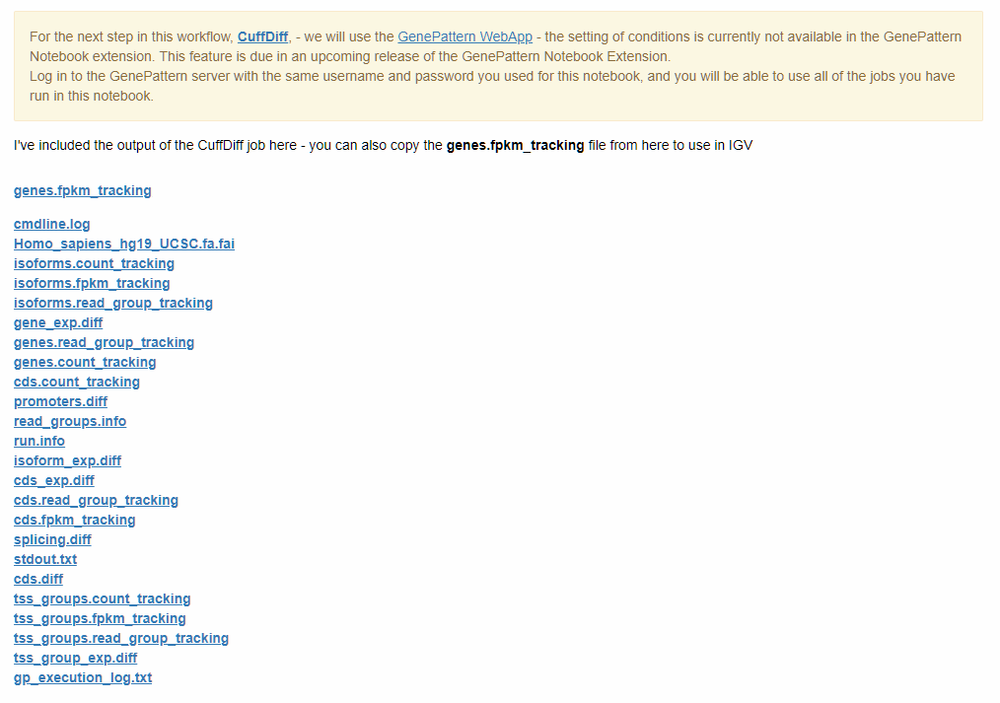 For the next step in this workflow, CuffDiff, - we will use the GenePattern WebApp - the setting of conditions is currently not available in the GenePattern
Notebook extension. This feature is due in an upcoming release of the GenePattern Notebook Extension.
Log in to the GenePattern server with the same username and password you used for this notebook, and you will be able to use all of the jobs you have
run in this notebook.
I've included the output of the CuffDiff job here - you can also copy the genes.fpkm_tracking file from here to use in IGV
genes.fpkm_tracking
cmdline.log
Homo_sapiens_hg19_UCSC.fa.fai
isoforms.count_tracking
isoforms.fpkm_tracking
isoforms.read_group_tracking
gene_exp.diff
genes.read_group_tracking
genes.count_tracking
cds.count_tracking
promoters.diff
read_groups.info
run.info
isoform_exp.diff
cds_exp.diff
cds.read_group_tracking
cds.fpkm_tracking
splicing.diff
stdout.txt
cds.diff
tss_groups.count_tracking
tss_groups.fpkm_tracking
tss_groups.read_group_tracking
tss_group_exp.diff
gp_execution_log.txt